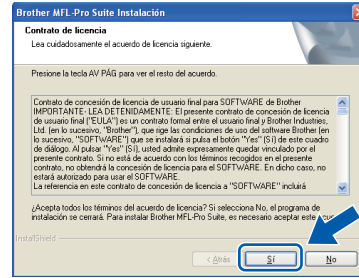 Brother MFL-Pro Suite Instalación
Contrato de licencia
Lea cuidadosamente el acuerdo de licencia siguiente.
Presione la tecla AV PÁG para ver el resto del acuerdo.
Contrato de concesión de licencia de usuario final para SOFTWARE de Brother
IMPORTANTE- LEA DETENIDAMENTE: El presente contrato de concesión de licencia
de usuario final ("EULA") es un contrato formal entre el usuario final y Brother Industries,
Ltd. (en lo sucesivo, "Brother"), que rige las condiciones de uso del software Brother (en
lo sucesivo, "SOFTWARE") que se instalará si pulsa el botón "Yes" (Sí) de este cuadro
de diálogo. Al pulsar "Yes" (Sí), usted admite expresamente quedar vinculado por el
presente contrato. Si no está de acuerdo con los términos recogidos en el presente
contrato, no obtendrá la concesión de licencia para el SOFTWARE. En dicho caso, no
estará autorizado para usar el SOFTWARE.
La referencia en este contrato de concesión de licencia a "SOFTWARE" incluirá
¿Acepta todos los términos del acuerdo de licencia? Si selecciona No, el programa de
instalación se cerrará. Para instalar Brother MFL-Pro Suite, es necesario aceptar este
InstallShield
< Atrás Sí No